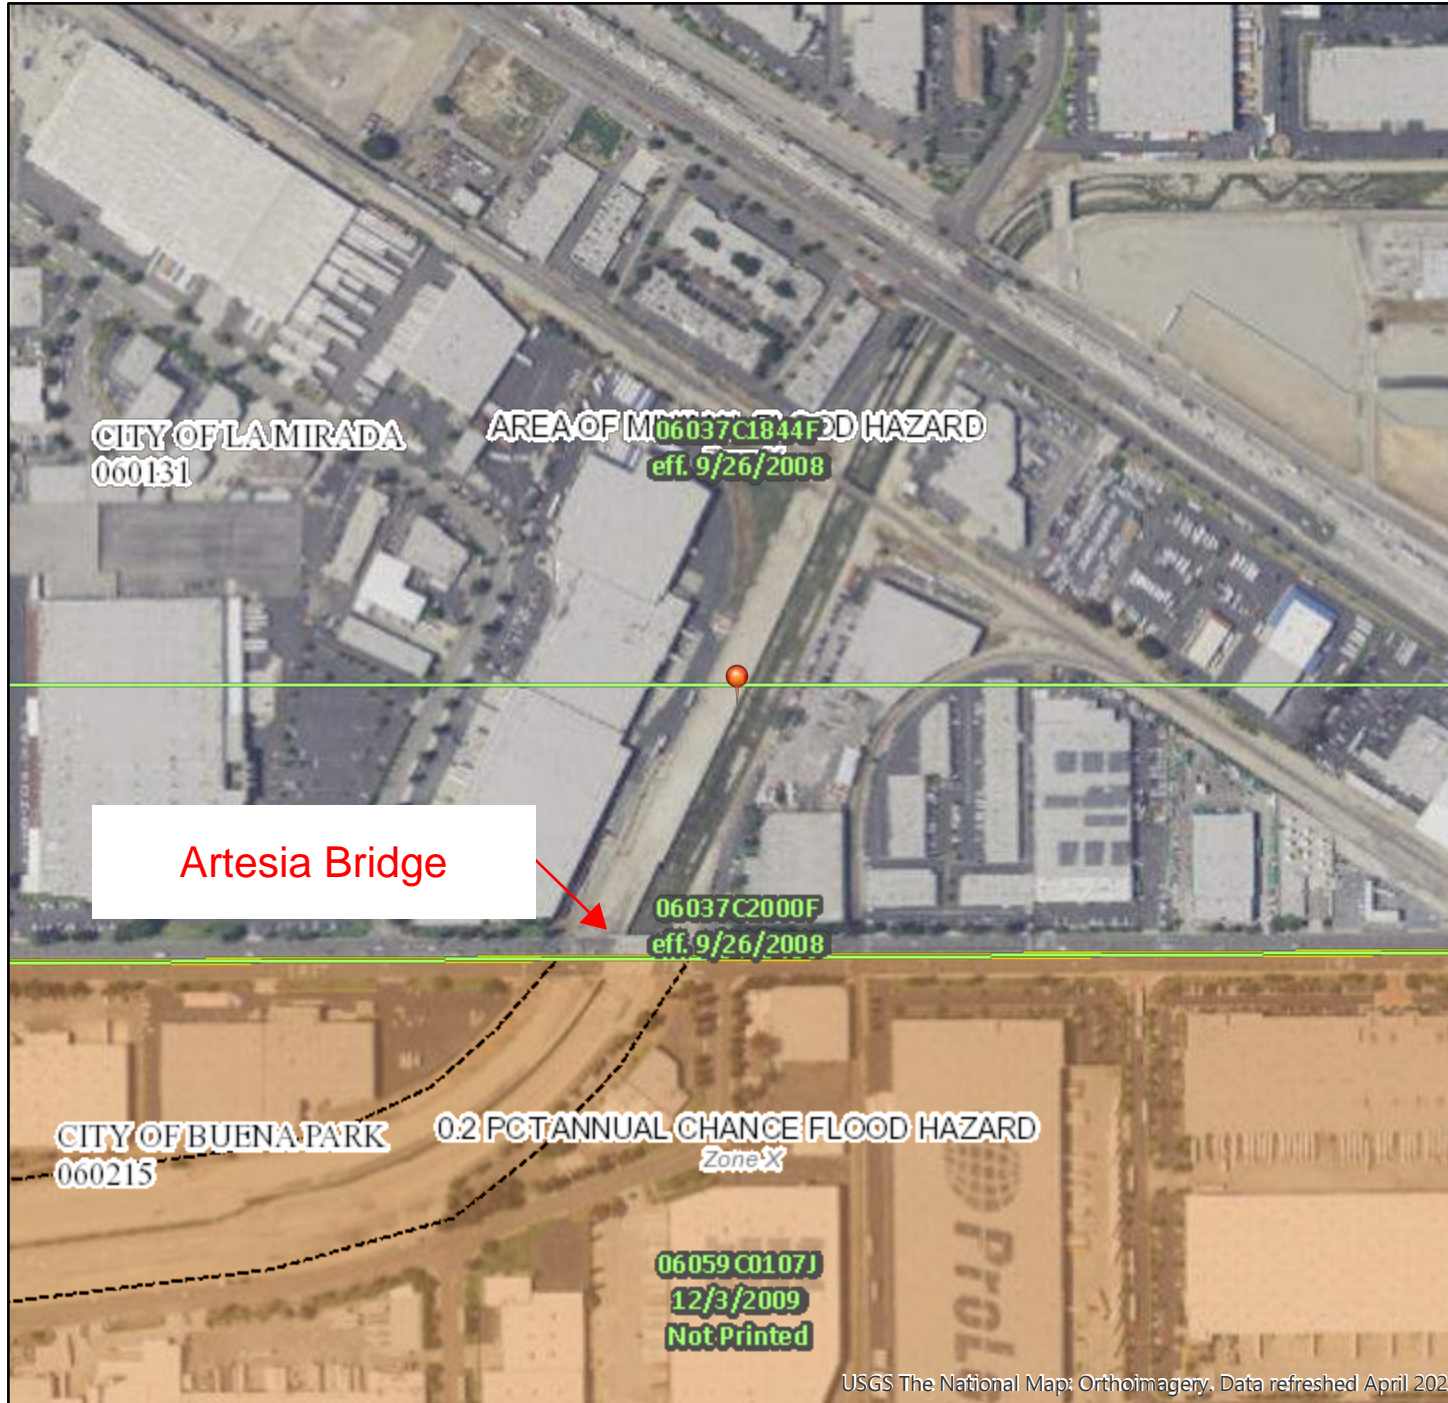 CITY OF LA MIRADA
060131
AREA OF FLOOD HAZARD
06037C1844F
eff. 9/26/2008
Artesia Bridge
06037C2000F
eff. 9/26/2008
CITY OF BUENA PARK
060215
0.2 PCT ANNUAL CHANCE FLOOD HAZARD
Zone X
06059C0107J
12/3/2009
Not Printed
USGS The National Map: Orthoimagery. Data refreshed April 202